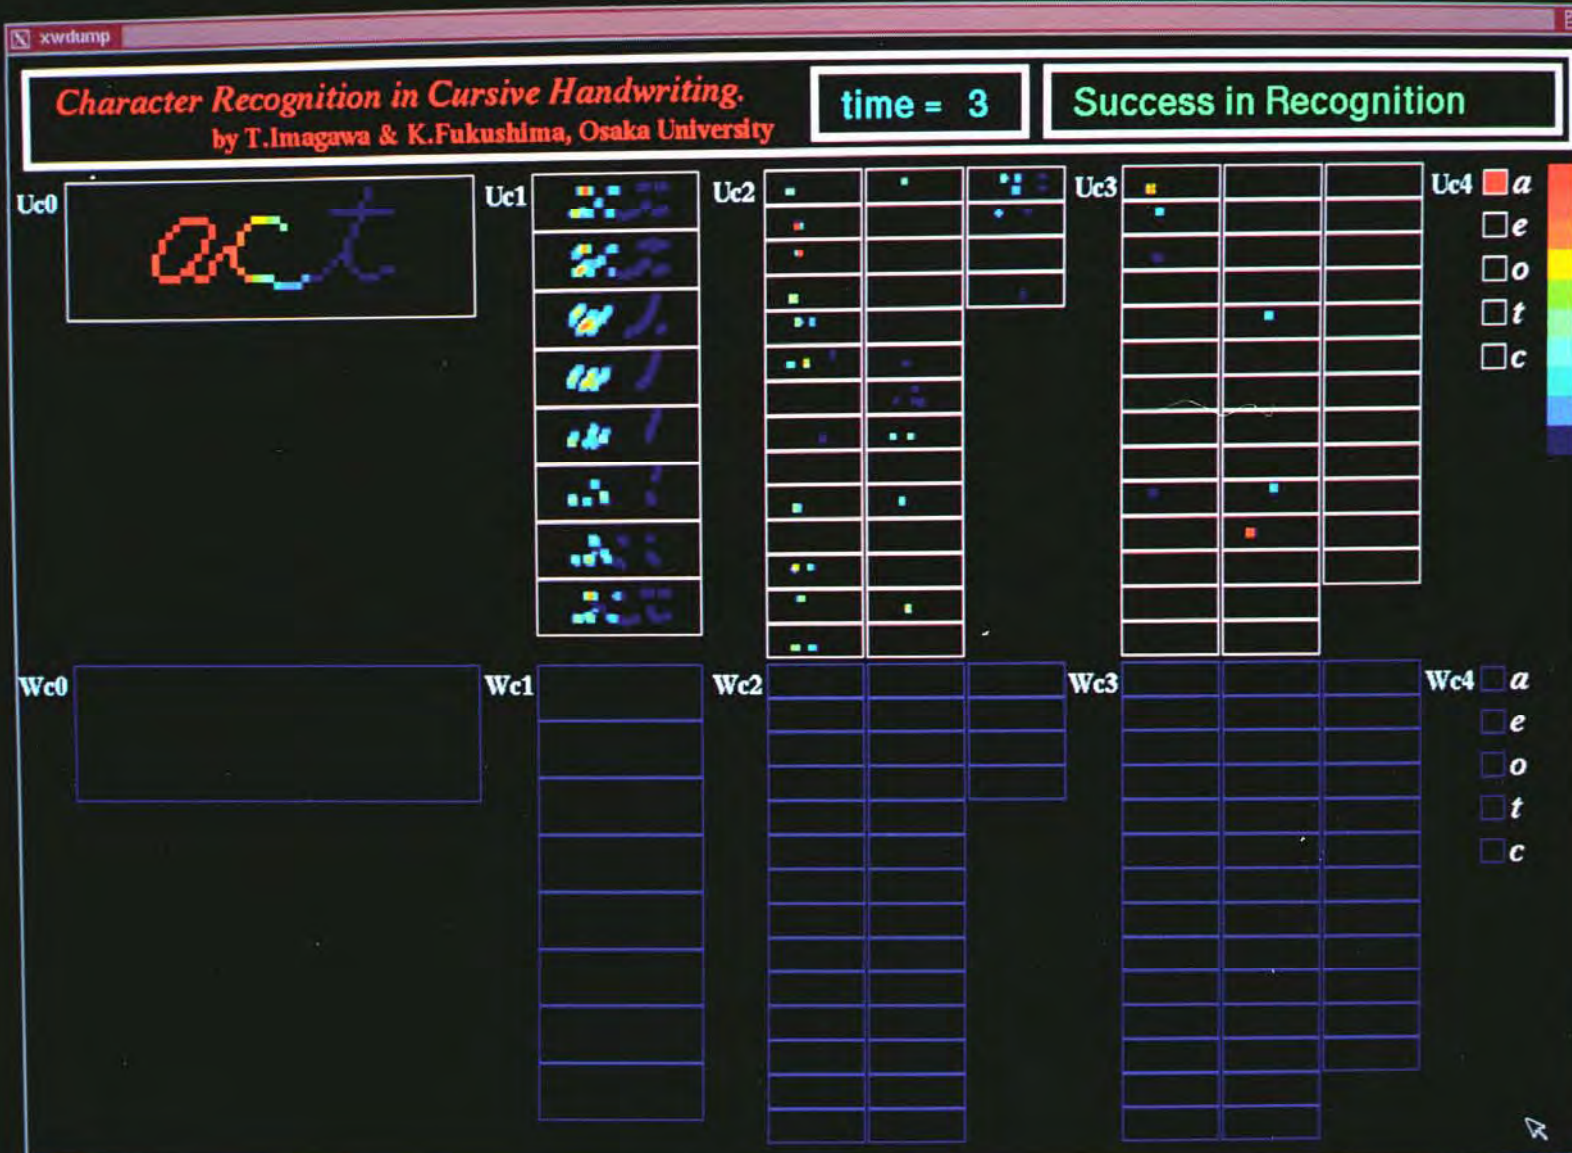 xwdump
Character Recognition in Cursive Handwriting.
by T.Imagawa & K.Fukushima, Osaka University
time = 3
Success in Recognition
Uc0
act
Uc1
Uc2
Uc3
Uc4
a
e
o
t
c
Wc0
Wc1
Wc2
Wc3
Wc4
a
e
o
t
c